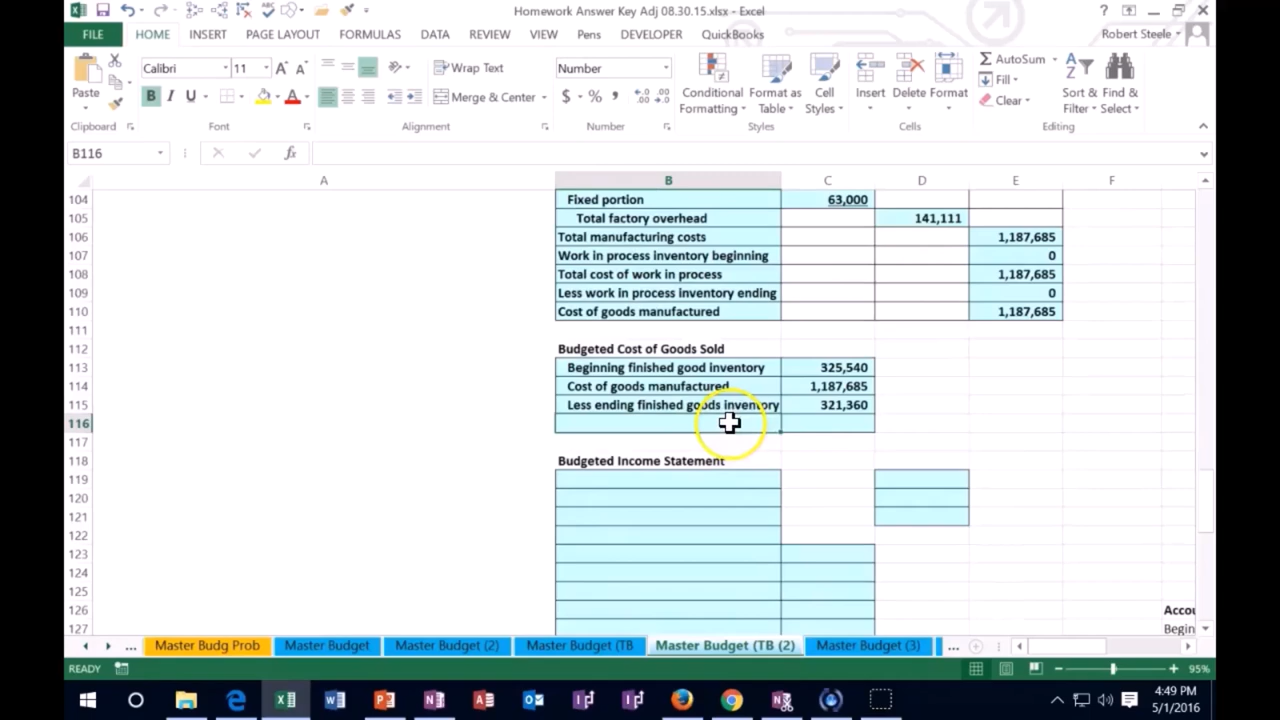 Homework Answer Key Adj 08.30.15.xlsx - Excel
FILE HOME INSERT PAGE LAYOUT FORMULAS DATA REVIEW VIEW Pens DEVELOPER QuickBooks Robert Steele
Paste Calibri 11 Wrap Text Number Conditional Formatting Format as Table Cell Styles Insert Delete Format AutoSum Fill Clear Sort & Filter Find & Select
B I U A Merge & Center $ %
Clipboard Font Alignment Number Styles Cells Editing
B116 fx
A B C D E F
104 Fixed portion 63,000
105 Total factory overhead 141,111
106 Total manufacturing costs 1,187,685
107 Work in process inventory beginning 0
108 Total cost of work in process 1,187,685
109 Less work in process inventory ending 0
110 Cost of goods manufactured 1,187,685
111
112 Budgeted Cost of Goods Sold
113 Beginning finished good inventory 325,540
114 Cost of goods manufactured 1,187,685
115 Less ending finished goods inventory 321,360
116
117
118 Budgeted Income Statement
119
120
121
122
123
124
125
126 Accou
127 Begin
... Master Budg Prob Master Budget Master Budget (2) Master Budget (TB Master Budget (TB (2) Master Budget (3) ...
READY 95%
4:49 PM
5/1/2016